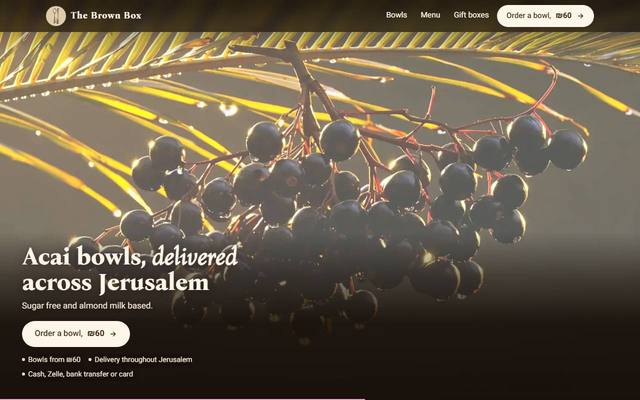 The Brown Box
Bowls Menu Gift boxes Order a bowl, ₪60 →
Acai bowls, delivered
across Jerusalem
Sugar free and almond milk based.
Order a bowl, ₪60 →
• Bowls from ₪60 • Delivery throughout Jerusalem
• Cash, Zelle, bank transfer or card